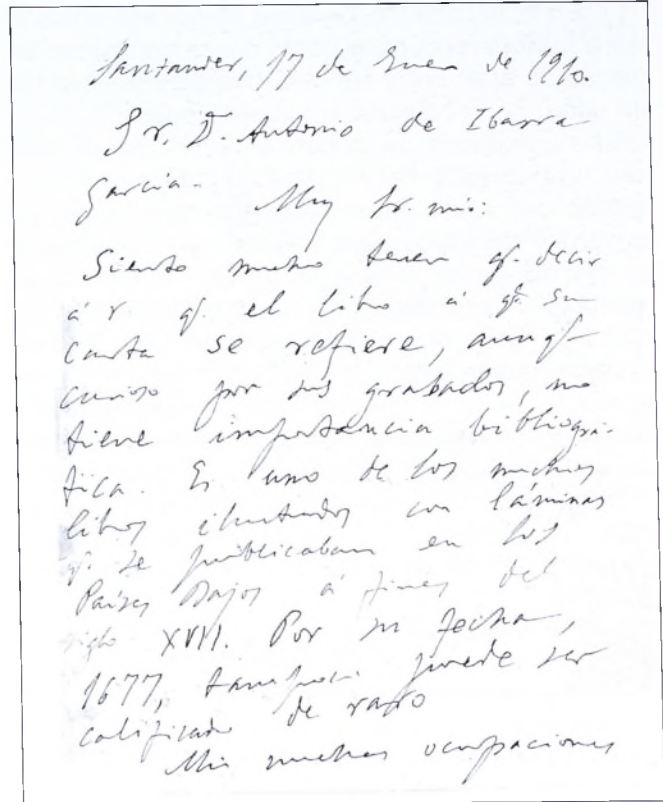 Santander, 17 de Enero de 1910.
Sr. D. Antonio de Ibarra
García.  Muy Sr. mio:
Siento mucho tener q. decir
á V q. el libro á q. su
carta se refiere, aunq.
curioso por sus grabados, no
tiene importancia bibliográ-
fica. Es uno de los muchos
libros ilustrados con láminas
q. se publicaban en los
Países Bajos á fines del
siglo XVII. Por su fecha,
1677, tampoco puede ser
calificado de raro
Mis muchas ocupaciones